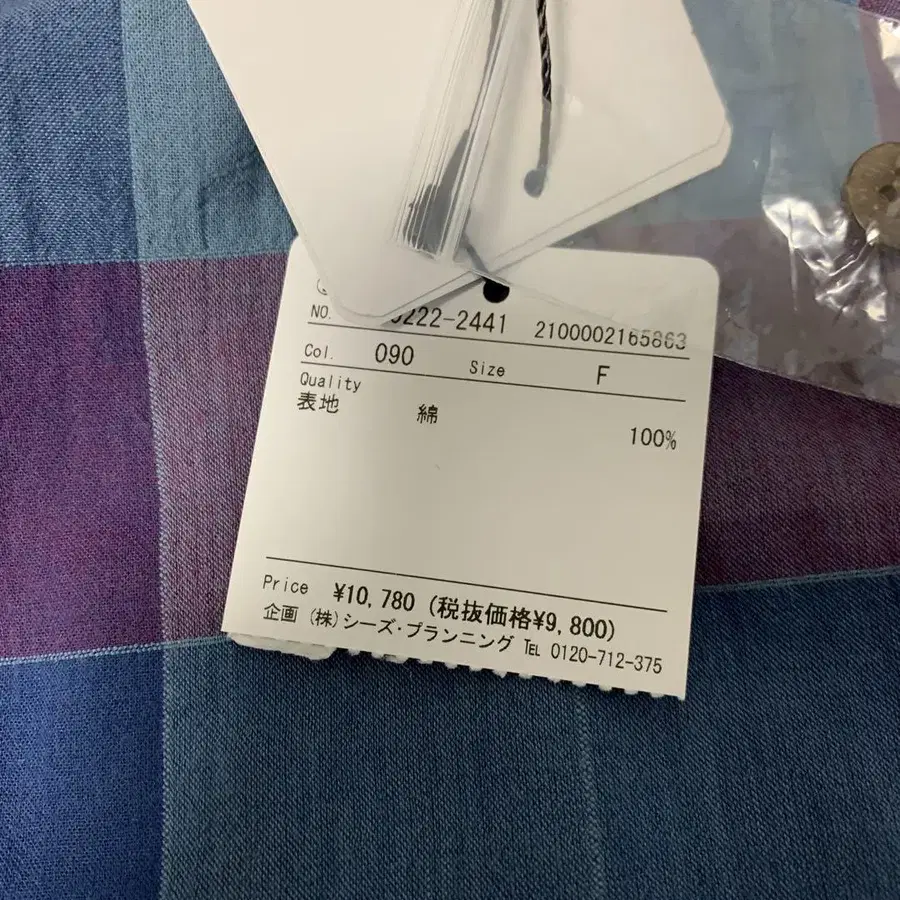 NO. 222-2441 2100002165863
Col. 090 Size F
Quality
表地 綿
100%
Price ¥10,780 (税抜価格¥9,800)
企画 (株)シーズ・プランニング TEL 0120-712-375